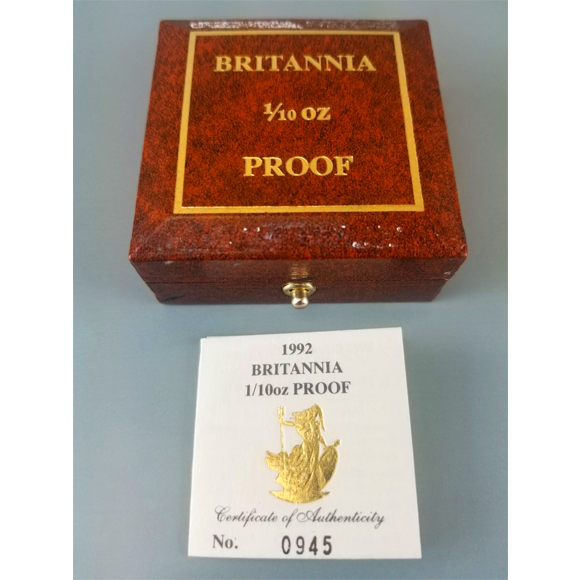 BRITANNIA
1/10 OZ
PROOF
1992
BRITANNIA
1/10oz PROOF
Certificate of Authenticity
No. 0945